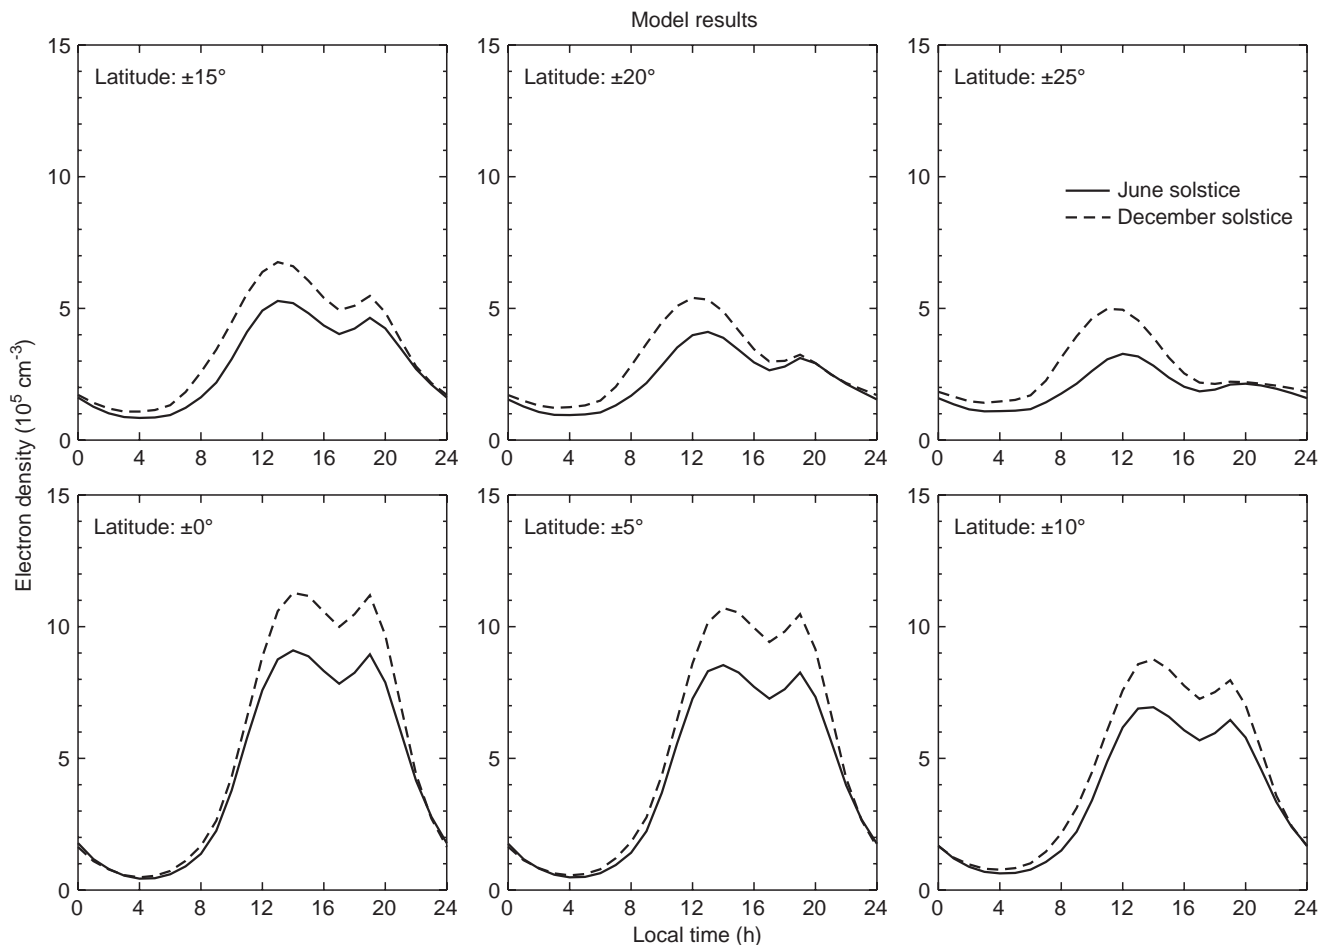 Model results
15
10
5
0
Latitude: ±15°
0 4 8 12 16 20 24
15
10
5
0
Latitude: ±20°
0 4 8 12 16 20 24
15
10
5
0
Latitude: ±25°
June solstice
December solstice
0 4 8 12 16 20 24
Electron density (10⁵ cm⁻³)
15
10
5
0
Latitude: ±0°
0 4 8 12 16 20 24
15
10
5
0
Latitude: ±5°
0 4 8 12 16 20 24
15
10
5
0
Latitude: ±10°
0 4 8 12 16 20 24
Local time (h)